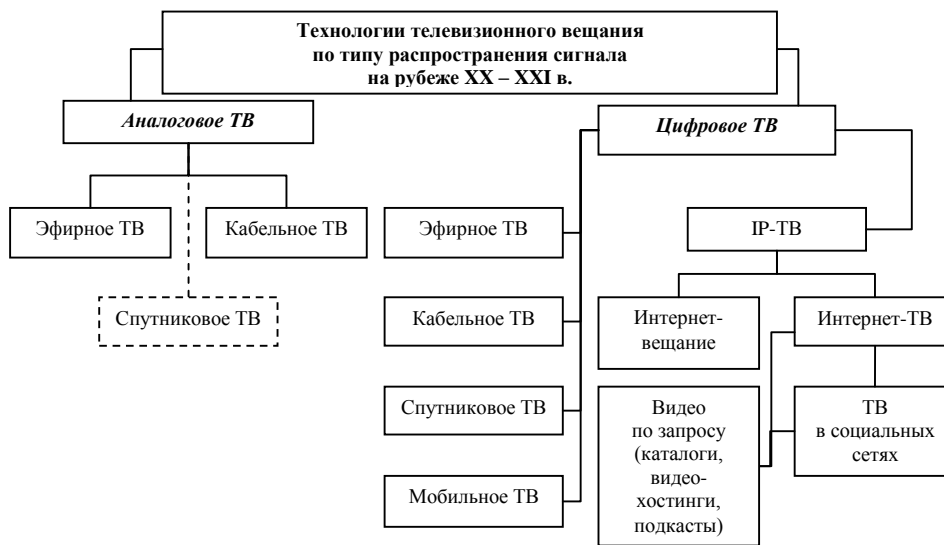 Технологии телевизионного вещания
по типу распространения сигнала
на рубеже XX – XXI в.
Аналоговое ТВ
Цифровое ТВ
Эфирное ТВ
Кабельное ТВ
Спутниковое ТВ
Эфирное ТВ
Кабельное ТВ
Спутниковое ТВ
Мобильное ТВ
IP-ТВ
Интернет-
вещание
Интернет-ТВ
Видео
по запросу
(каталоги,
видео-
хостинги,
подкасты)
ТВ
в социальных
сетях